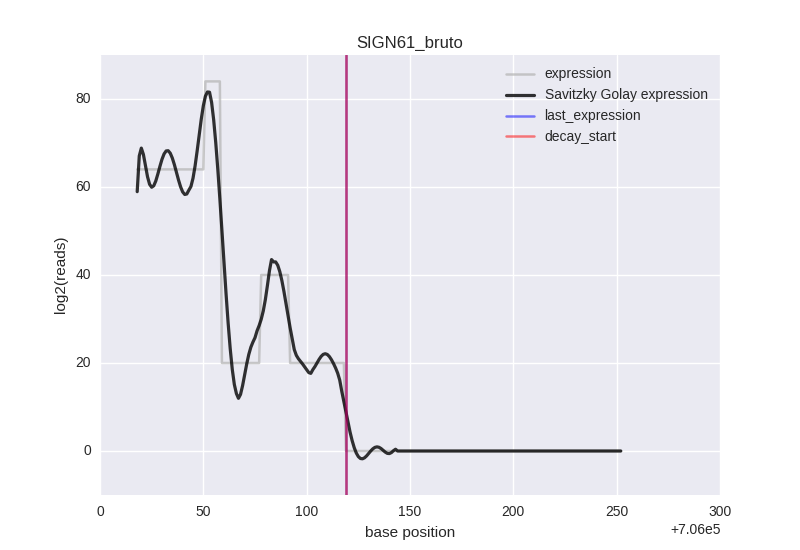 SIGN61_bruto
expression
Savitzky Golay expression
last_expression
decay_start
log2(reads)
80
60
40
20
0
0 50 100 150 200 250 300
+7.06e5
base position